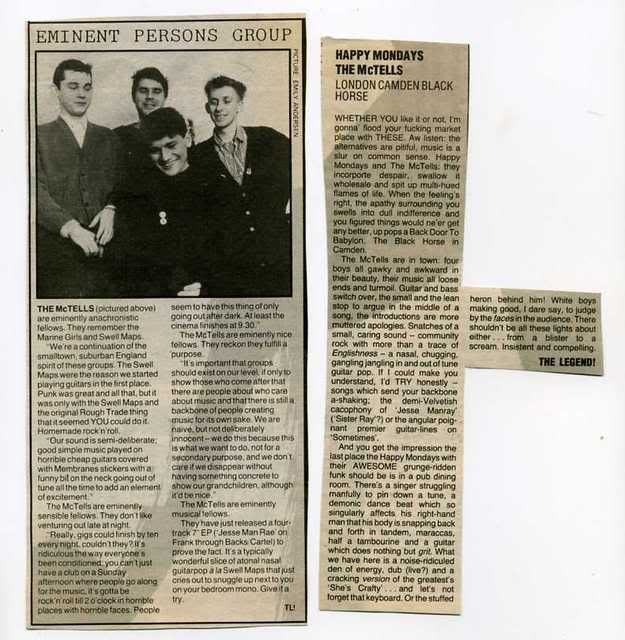 EMINENT PERSONS GROUP
PICTURE: EMILY ANDERSEN
THE McTELLS (pictured above)
are eminently anachronistic
fellows. They remember the
Marine Girls and Swell Maps.
"We're a continuation of the
smalltown, suburban England
spirit of these groups. The Swell
Maps were the reason we started
playing guitars in the first place.
Punk was great and all that, but it
was only with the Swell Maps and
the original Rough Trade thing
that it seemed YOU could do it.
Homemade rock'n'roll.
"Our sound is semi-deliberate;
good simple music played on
horrible cheap guitars covered
with Membranes stickers with a
funny bit on the neck going out of
tune all the time to add an element
of excitement."
The McTells are eminently
sensible fellows. They don't like
venturing out late at night.
"Really, gigs could finish by ten
every night, couldn't they? It's
ridiculous the way everyone's
been conditioned; you can't just
have a club on a Sunday
afternoon where people go along
for the music, it's gotta be
rock'n'roll till 2 o'clock in horrible
places with horrible faces. People
seem to have this thing of only
going out after dark. At least the
cinema finishes at 9.30."
The McTells are eminently nice
fellows. They reckon they fulfil a
purpose.
"It's important that groups
should exist on our level, if only to
show those who come after that
there are people about who care
about music and that there is still a
backbone of people creating
music for its own sake. We are
naive, but not deliberately
innocent – we do this because this
is what we want to do, not for a
secondary purpose, and we don't
care if we disappear without
having something concrete to
show our grandchildren, although
it'd be nice."
The McTells are eminently
musical fellows.
They have just released a four-
track 7" EP ('Jesse Man Rae' on
Frank through Backs/Cartel) to
prove the fact. It's a typically
wonderful slice of atonal nasal
guitarpop à la Swell Maps that just
cries out to snuggle up next to you
on your bedroom mono. Give it a
try.
TL!
HAPPY MONDAYS
THE McTELLS
LONDON CAMDEN BLACK
HORSE
WHETHER YOU like it or not, I'm
gonna' flood your fucking market
place with THESE. Aw listen: the
alternatives are pitiful, music is a
slur on common sense. Happy
Mondays and The McTells: they
incorporte despair, swallow it
wholesale and spit up multi-hued
flames of life. When the feeling's
right, the apathy surrounding you
swells into dull indifference and
you figured things would ne'er get
any better, up pops a Back Door To
Babylon. The Black Horse in
Camden.
The McTells are in town: four
boys all gawky and awkward in
their beauty, their music all loose
ends and turmoil. Guitar and bass
switch over, the small and the lean
stop to argue in the middle of a
song, the introductions are more
muttered apologies. Snatches of a
small, caring sound – community
rock with more than a trace of
Englishness – a nasal, chugging,
gangling jangling in and out of tune
guitar pop. If I could make you
understand, I'd TRY honestly –
songs which send your backbone
a-shaking; the demi-Velvetish
cacophony of 'Jesse Manray'
('Sister Ray'?) or the angular poig-
nant premier guitar-lines on
'Sometimes'.
And you get the impression the
last place the Happy Mondays with
their AWESOME grunge-ridden
funk should be is in a pub dining
room. There's a singer struggling
manfully to pin down a tune, a
demonic dance beat which so
singularly affects his right-hand
man that his body is snapping back
and forth in tandem, maraccas,
half a tambourine and a guitar
which does nothing but grit. What
we have here is a noise-ridiculed
den of energy, dub (live?) and a
cracking version of the greatest's
'She's Crafty' ... and let's not
forget that keyboard. Or the stuffed
heron behind him! White boys
making good, I dare say, to judge
by the faces in the audience. There
shouldn't be all these lights about
either ... from a blister to a
scream. Insistent and compelling.
THE LEGEND!